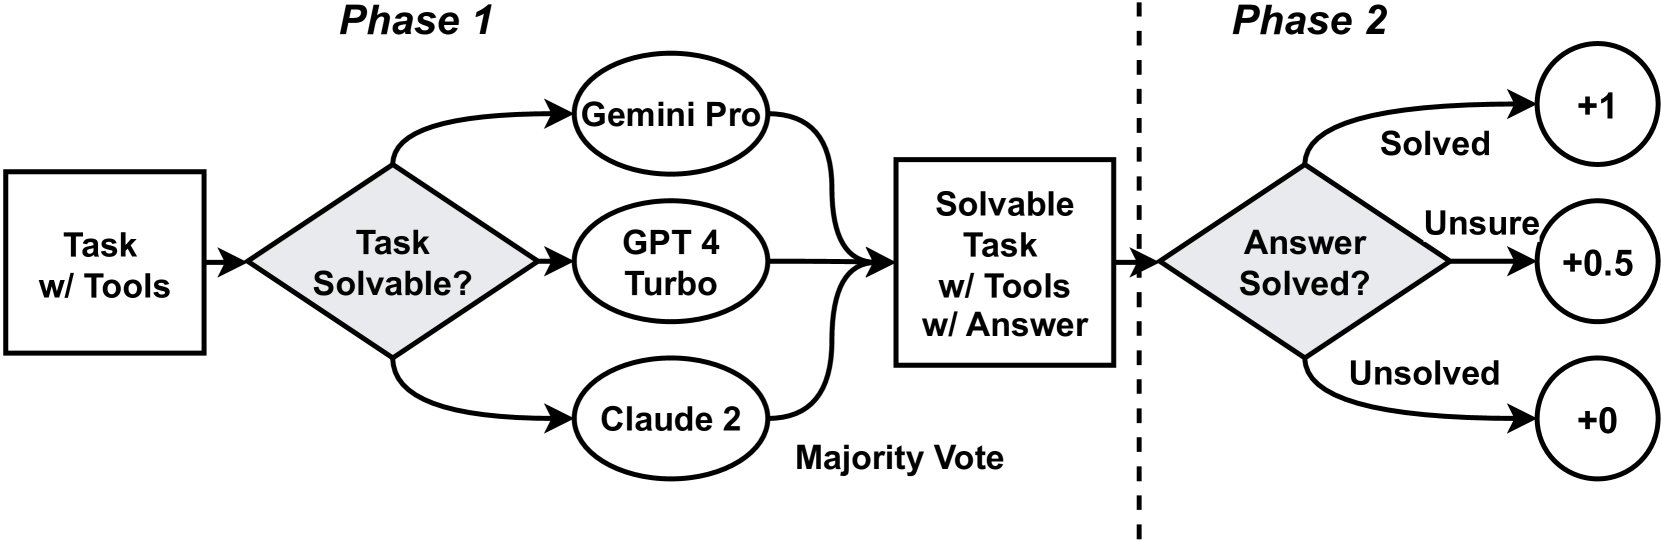 Phase 1
Phase 2
Task
w/ Tools
Task
Solvable?
Gemini Pro
GPT 4
Turbo
Claude 2
Majority Vote
Solvable
Task
w/ Tools
w/ Answer
Answer
Solved?
Solved
Unsure
Unsolved
+1
+0.5
+0